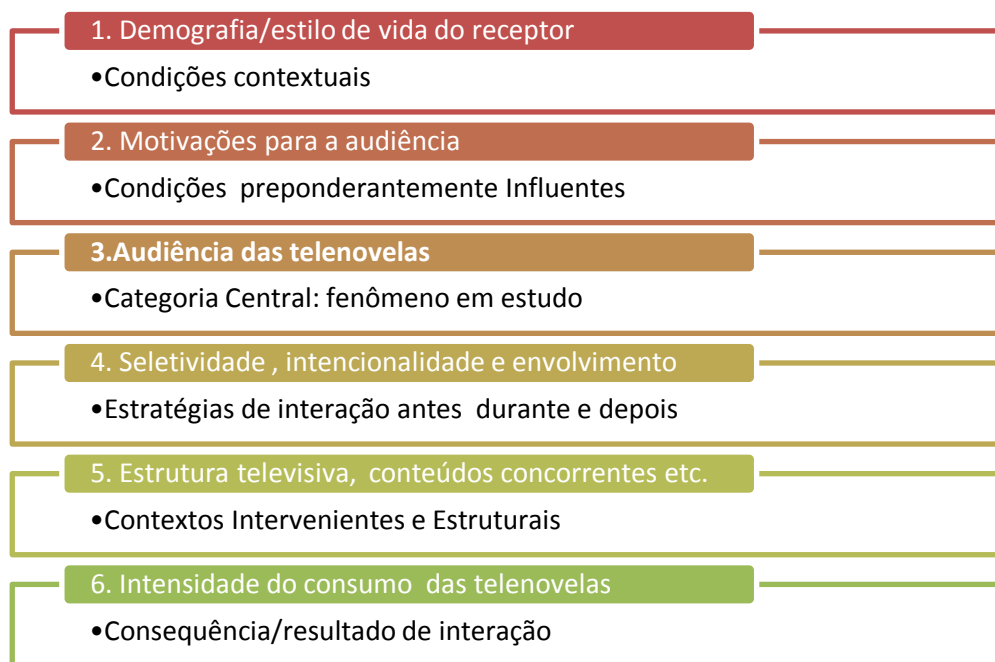 1. Demografia/estilo de vida do receptor
•Condições contextuais
2. Motivações para a audiência
•Condições preponderantemente Influentes
3.Audiência das telenovelas
•Categoria Central: fenômeno em estudo
4. Seletividade , intencionalidade e envolvimento
•Estratégias de interação antes durante e depois
5. Estrutura televisiva, conteúdos concorrentes etc.
•Contextos Intervenientes e Estruturais
6. Intensidade do consumo das telenovelas
•Consequência/resultado de interação